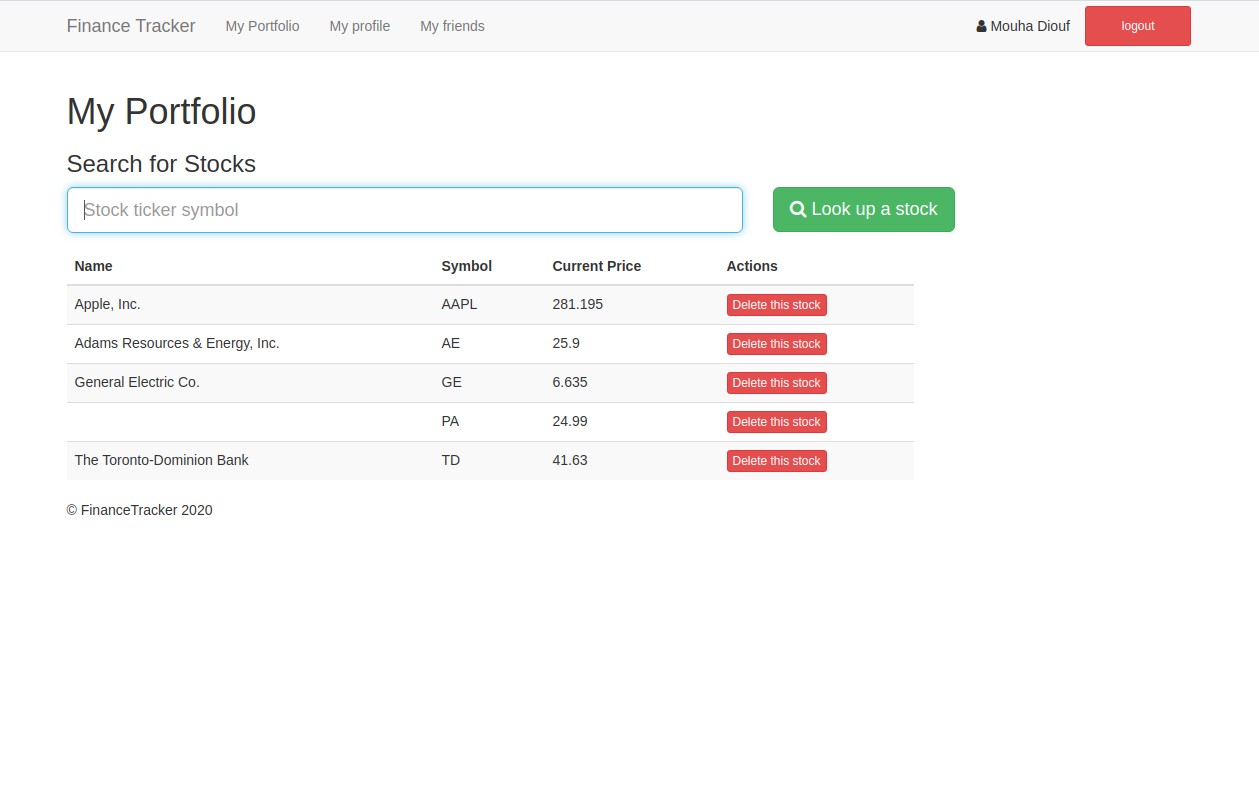 Finance Tracker My Portfolio My profile My friends Mouha Diouf logout
My Portfolio
Search for Stocks
Stock ticker symbol Look up a stock
Name Symbol Current Price Actions
Apple, Inc. AAPL 281.195 Delete this stock
Adams Resources & Energy, Inc. AE 25.9 Delete this stock
General Electric Co. GE 6.635 Delete this stock
PA 24.99 Delete this stock
The Toronto-Dominion Bank TD 41.63 Delete this stock
© FinanceTracker 2020